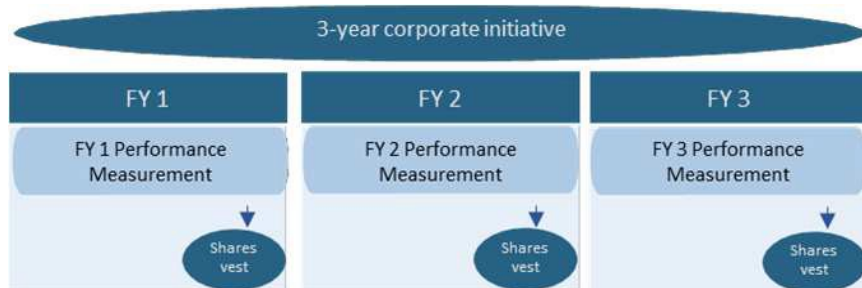 3-year corporate initiative
FY 1
FY 2
FY 3
FY 1 Performance
Measurement
FY 2 Performance
Measurement
FY 3 Performance
Measurement
Shares
vest
Shares
vest
Shares
vest